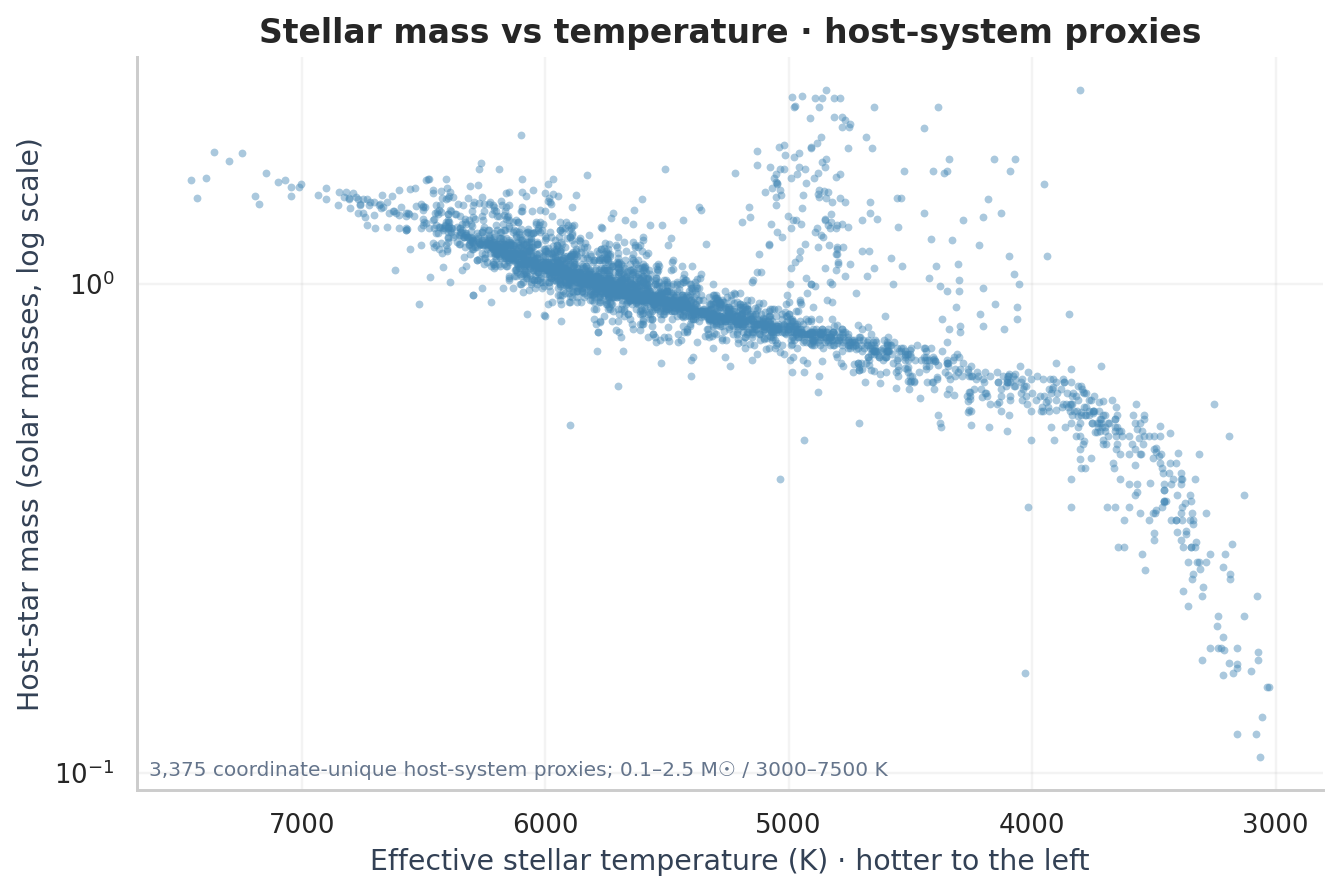 Stellar mass vs temperature · host-system proxies
Host-star mass (solar masses, log scale)
10⁰
10⁻¹
3,375 coordinate-unique host-system proxies; 0.1–2.5 M☉ / 3000–7500 K
7000 6000 5000 4000 3000
Effective stellar temperature (K) · hotter to the left